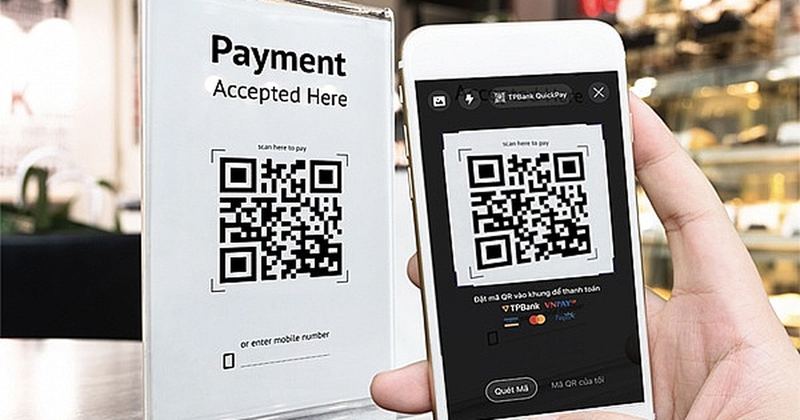 Payment
Accepted Here
scan here to pay
or enter mobile number
TPBank QuickPay
scan here to pay
Đặt mã QR vào khung để thanh toán
TPBank VNPAY
Quét Mã
Mã QR của tôi